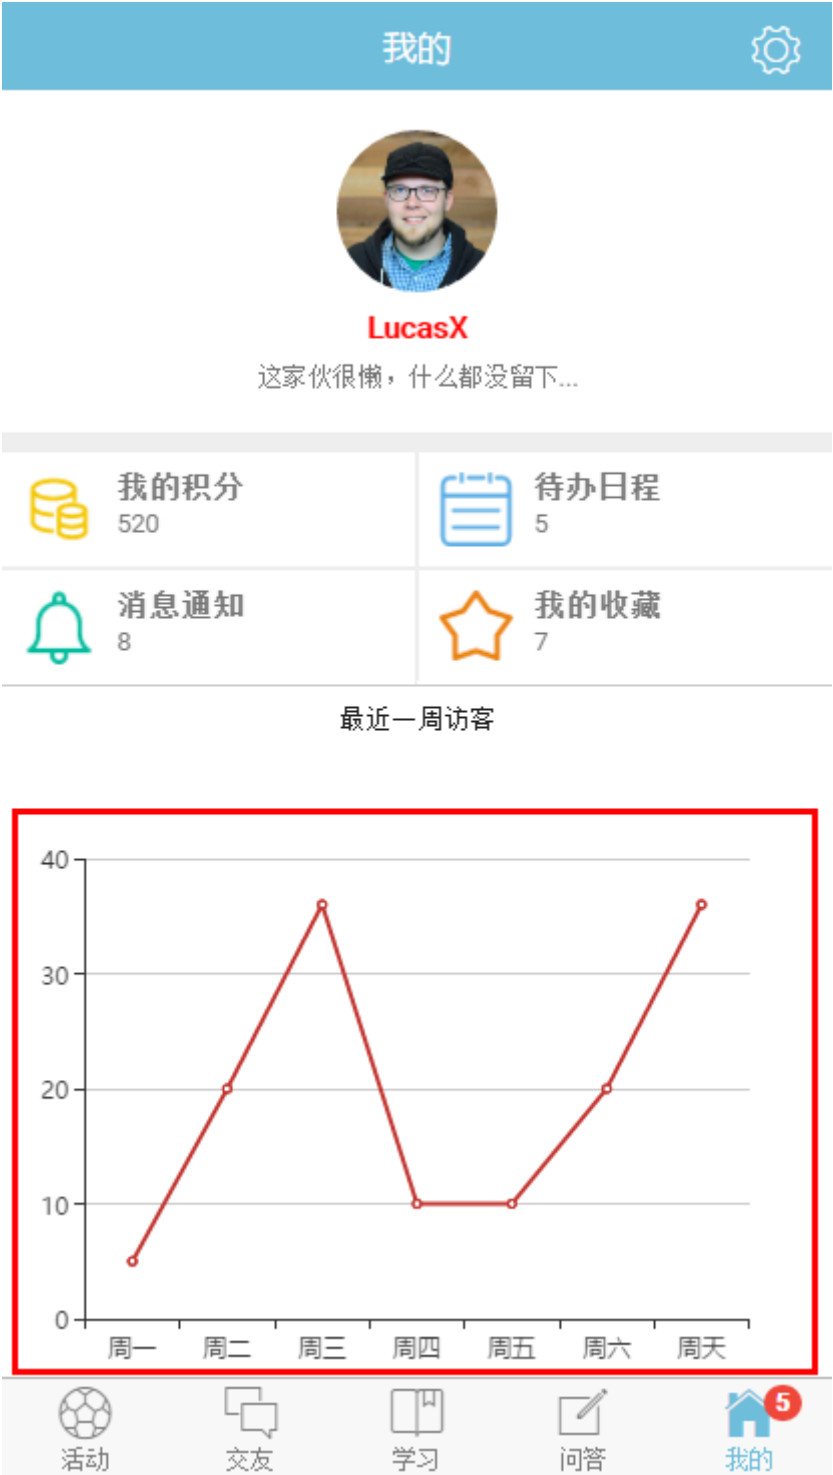 我的
LucasX
这家伙很懒，什么都没留下...
我的积分
520
待办日程
5
消息通知
8
我的收藏
7
最近一周访客
40
30
20
10
0
周一 周二 周三 周四 周五 周六 周天
5
活动 交友 学习 问答 我的